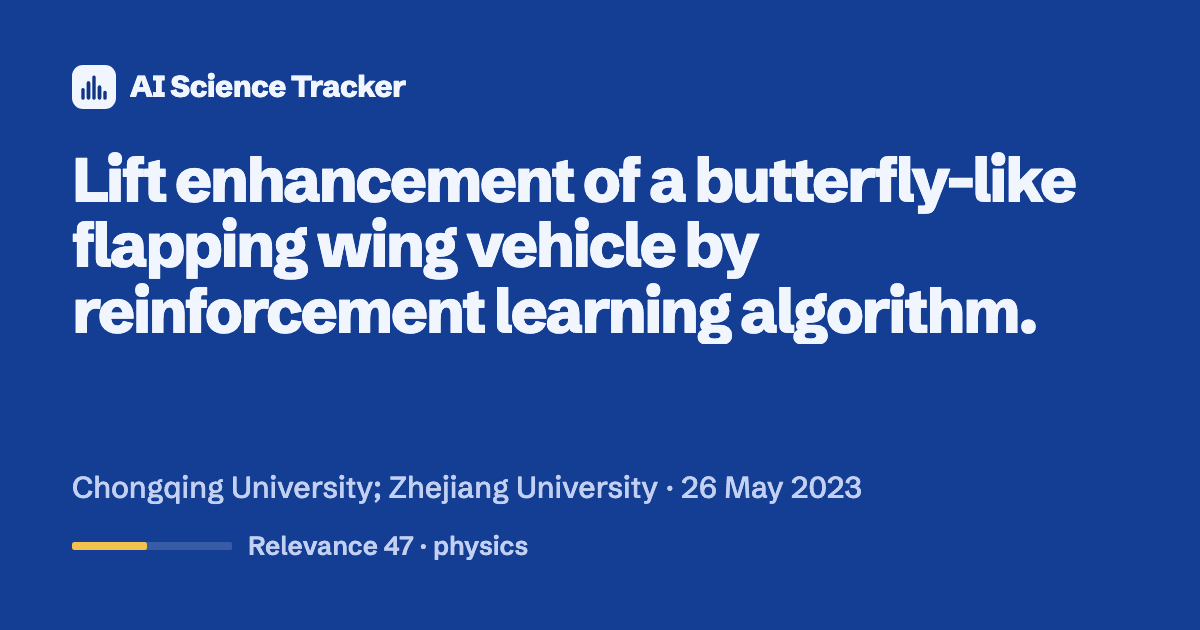 AI Science Tracker
Lift enhancement of a butterfly-like
flapping wing vehicle by
reinforcement learning algorithm.
Chongqing University; Zhejiang University · 26 May 2023
Relevance 47 · physics